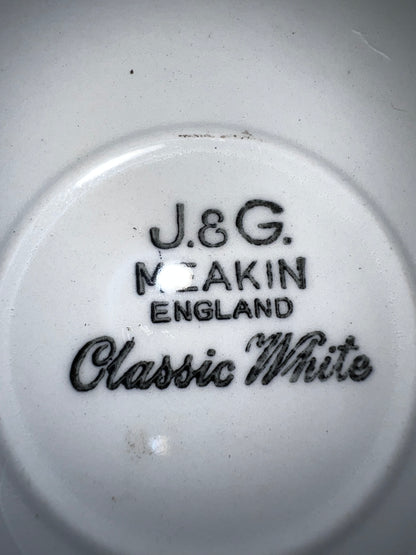 J.&G.
MEAKIN
ENGLAND
Classic White